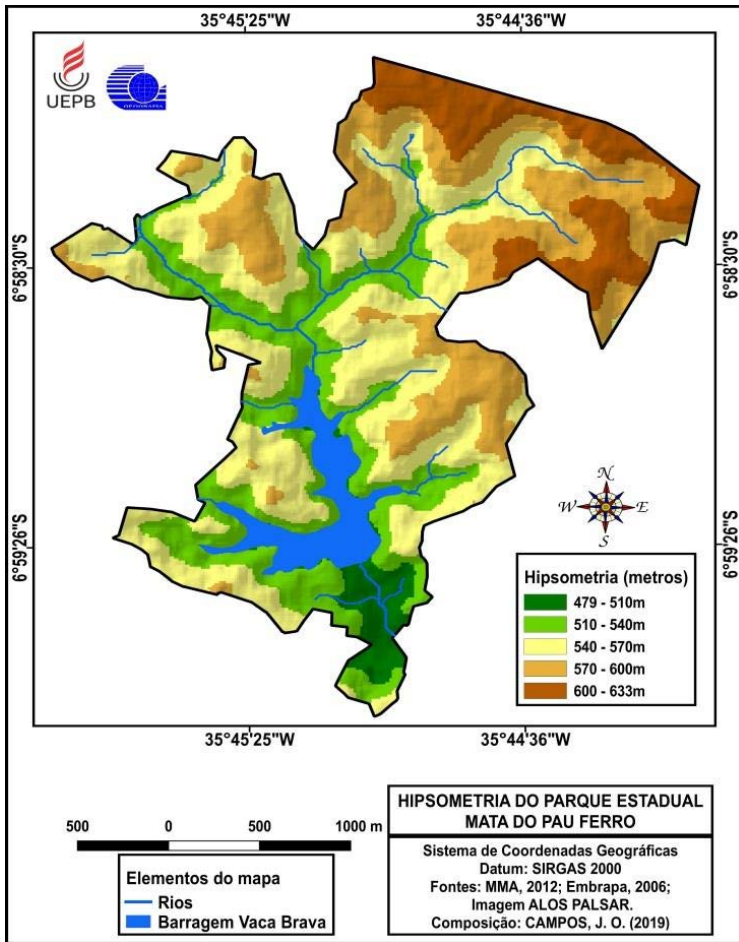 35°45'25"W
35°44'36"W
UEPB
GEOGRAFIA
6°58'30"S
6°58'30"S
N
W
E
S
6°59'26"S
6°59'26"S
Hipsometria (metros)
479 - 510m
510 - 540m
540 - 570m
570 - 600m
600 - 633m
35°45'25"W
35°44'36"W
500
0
500
1000 m
Elementos do mapa
Rios
Barragem Vaca Brava
HIPSOMETRIA DO PARQUE ESTADUAL
MATA DO PAU FERRO
Sistema de Coordenadas Geográficas
Datum: SIRGAS 2000
Fontes: MMA, 2012; Embrapa, 2006;
Imagem ALOS PALSAR.
Composição: CAMPOS, J. O. (2019)